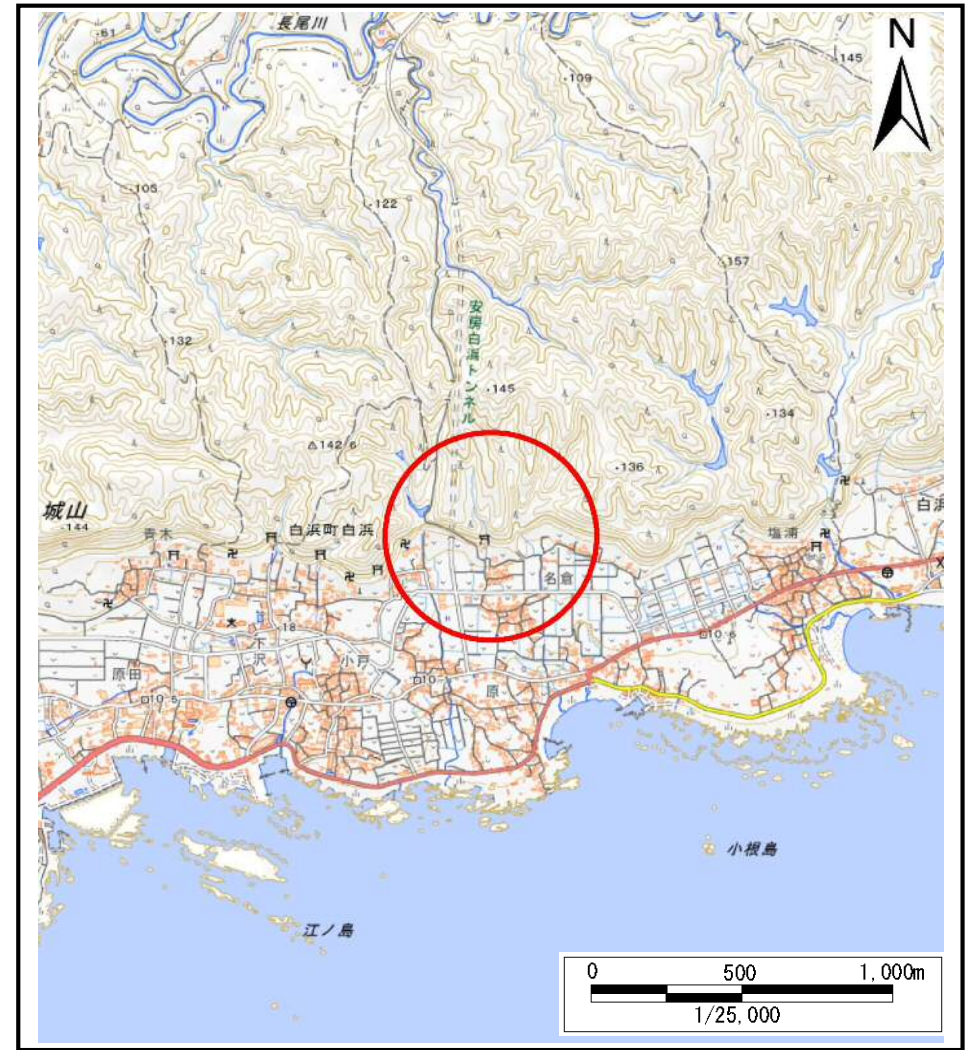 長尾川
N
61
145
109
105
122
157
132
安房白浜トンネル
145
134
142.6
136
城山
144
青木
白浜町白浜
塩浦
白浜
名倉
18
下沢
小戸
10.6
原田
10
原
10.5
小根島
江ノ島
0 500 1,000m
1/25,000